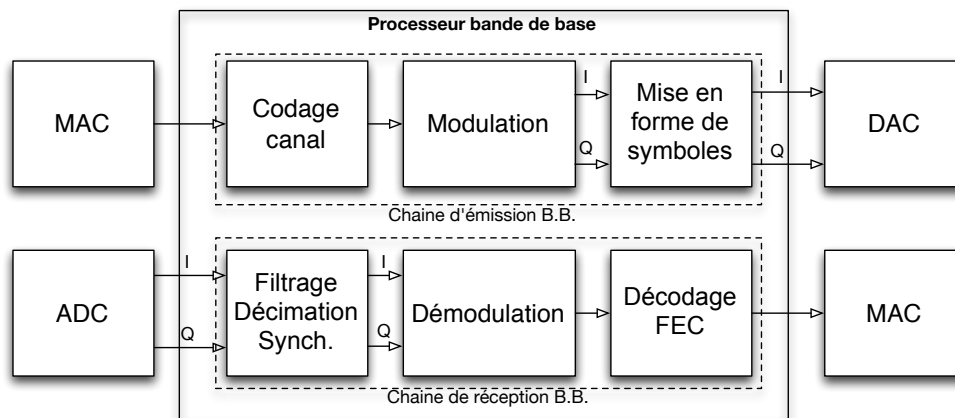 Processeur bande de base
MAC
Codage
canal
Modulation
I
Q
Mise en
forme de
symboles
I
Q
DAC
Chaine d'émission B.B.
ADC
I
Q
Filtrage
Décimation
Synch.
I
Q
Démodulation
Décodage
FEC
MAC
Chaine de réception B.B.